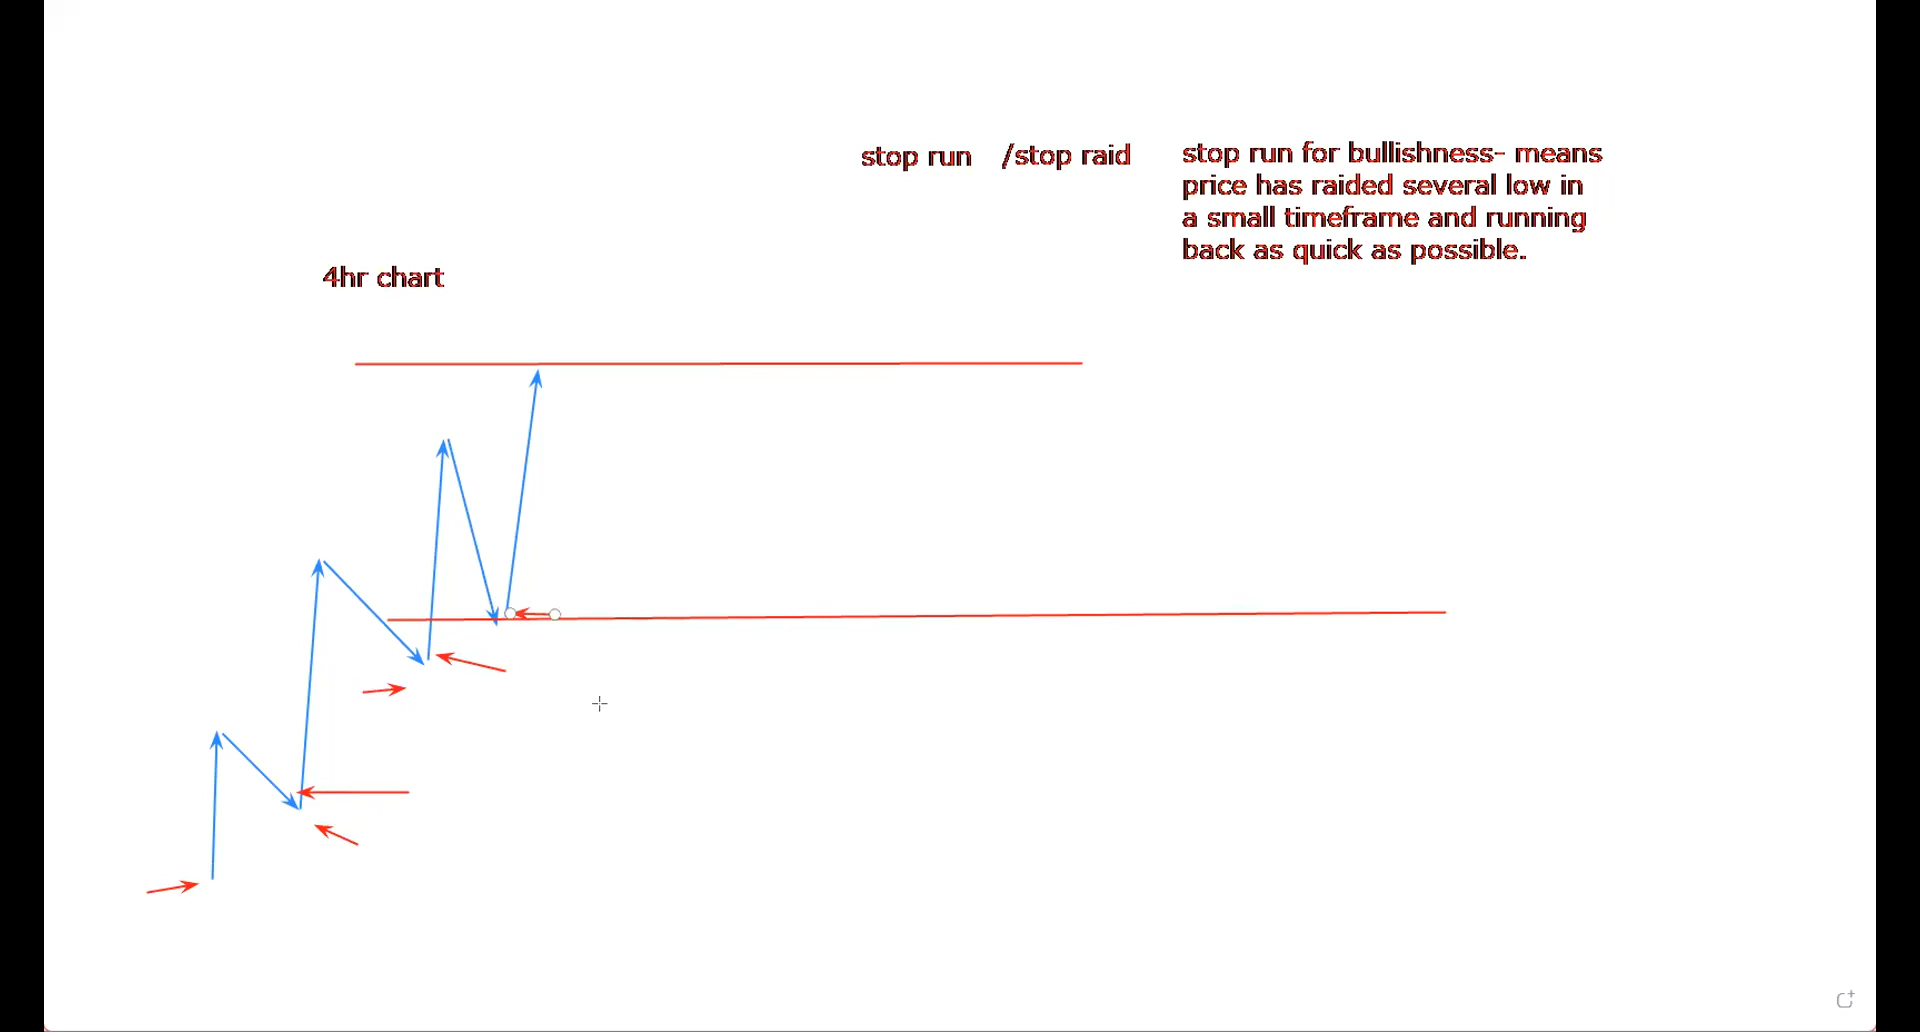 stop run /stop raid
stop run for bullishness- means
price has raided several low in
a small timeframe and running
back as quick as possible.
4hr chart